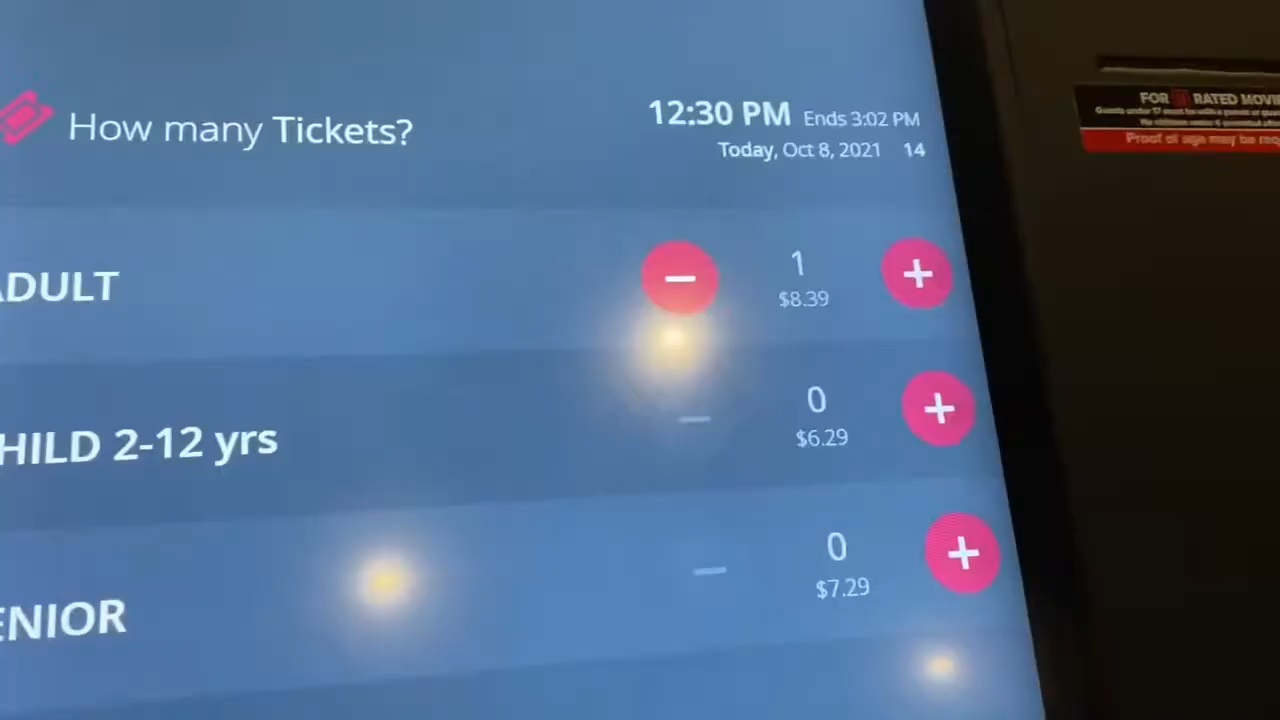 How many Tickets?
12:30 PM Ends 3:02 PM
Today, Oct 8, 2021 14
ADULT
1
$8.39
HILD 2-12 yrs
0
$6.29
ENIOR
0
$7.29
FOR R RATED MOVIE
Proof of age may be req